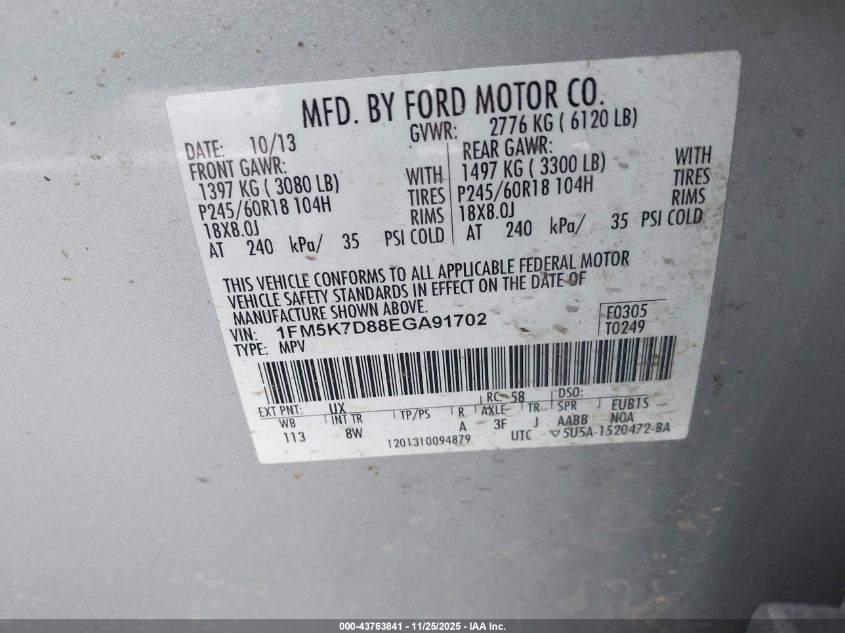 MFD. BY FORD MOTOR CO.
DATE: 10/13 GVWR: 2776 KG ( 6120 LB)
FRONT GAWR: REAR GAWR:
1397 KG ( 3080 LB) WITH 1497 KG ( 3300 LB) WITH
P245/60R18 104H TIRES P245/60R18 104H TIRES
18X8.0J RIMS 18X8.0J RIMS
AT 240 kPa/ 35 PSI COLD AT 240 kPa/ 35 PSI COLD
THIS VEHICLE CONFORMS TO ALL APPLICABLE FEDERAL MOTOR
VEHICLE SAFETY STANDARDS IN EFFECT ON THE DATE OF
MANUFACTURE SHOWN ABOVE.
VIN: 1FM5K7D88EGA91702 F0305
TYPE: MPV T0249
EXT PNT: UX RC: 58 DSO:
WB INT TR TP/PS R AXLE TR SPR EUB1S
113 8W A 3F J AABB NOA
1201310094879 UTC ▽5U5A-1520472-BA
000-43763841 - 11/25/2025 - IAA Inc.